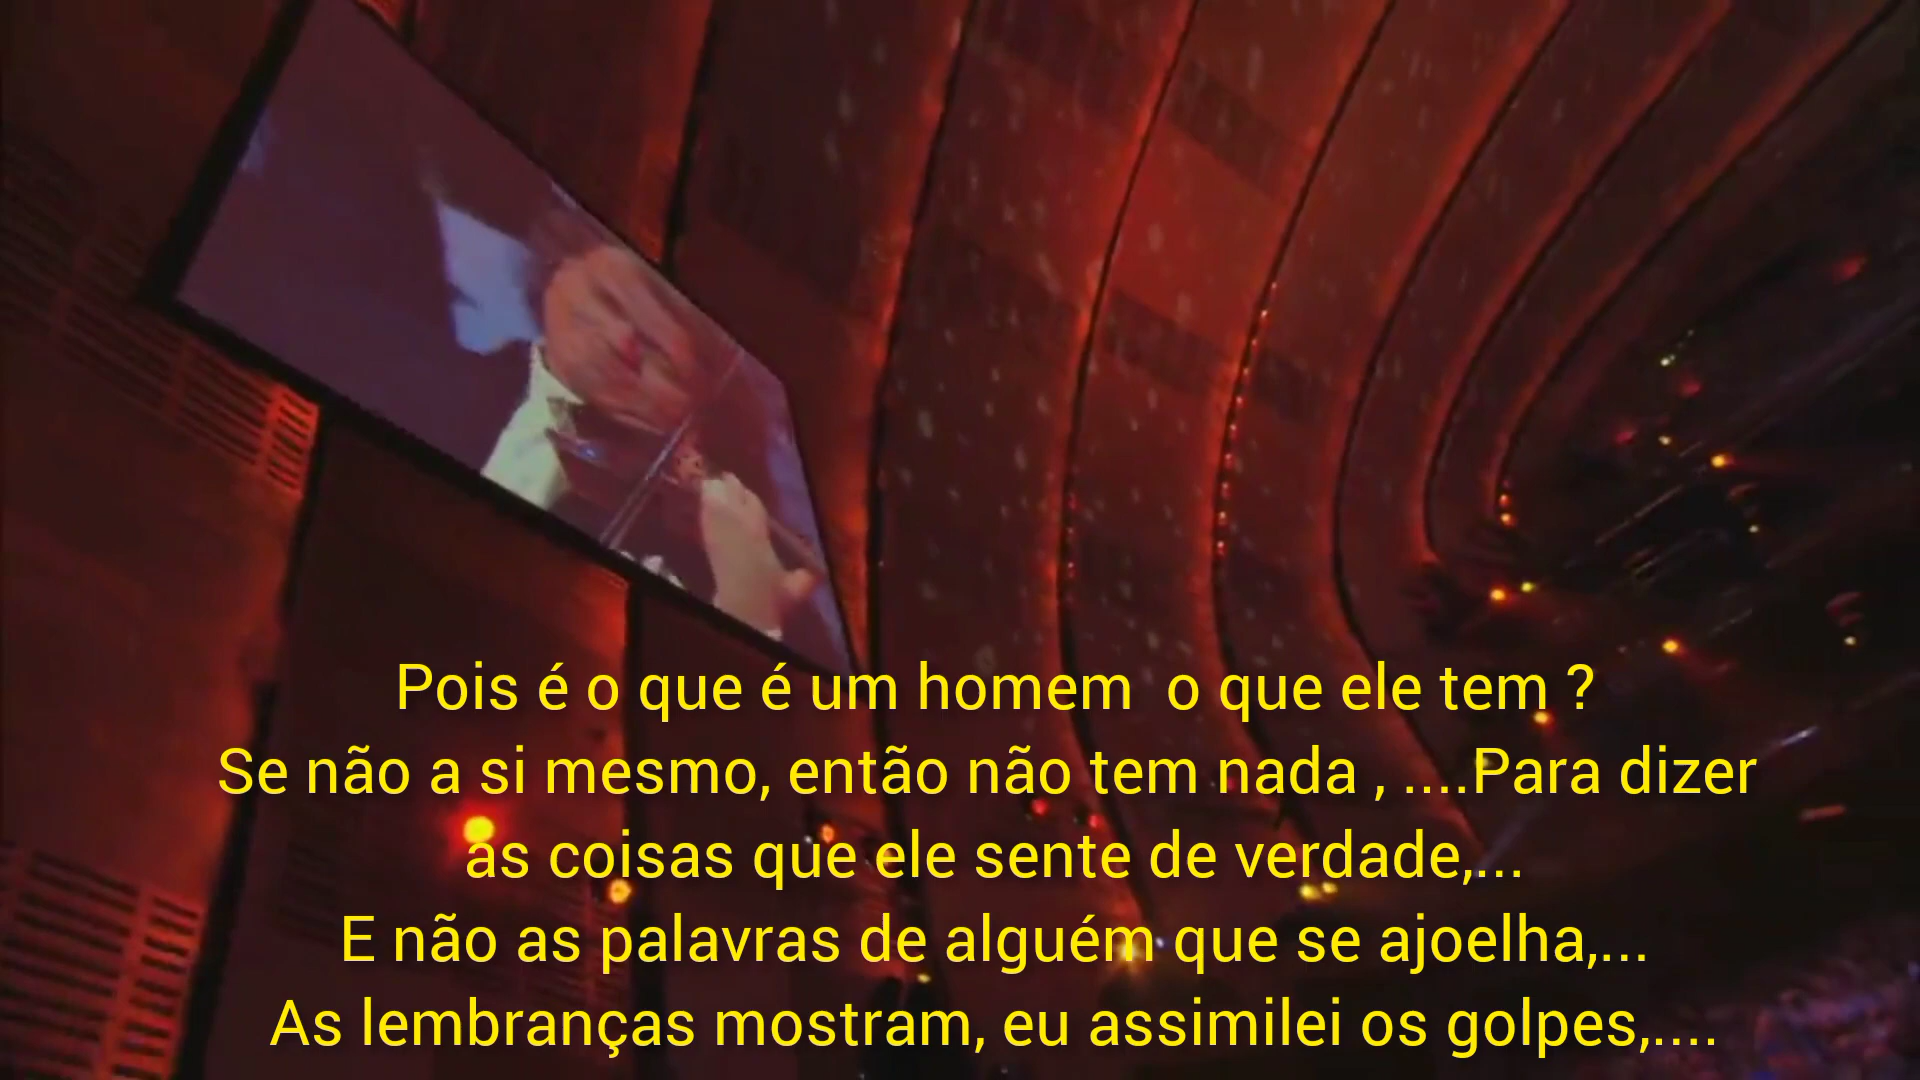 Pois é o que é um homem  o que ele tem ?
Se não a si mesmo, então não tem nada , ....Para dizer
as coisas que ele sente de verdade,...
E não as palavras de alguém que se ajoelha,...
As lembranças mostram, eu assimilei os golpes,....